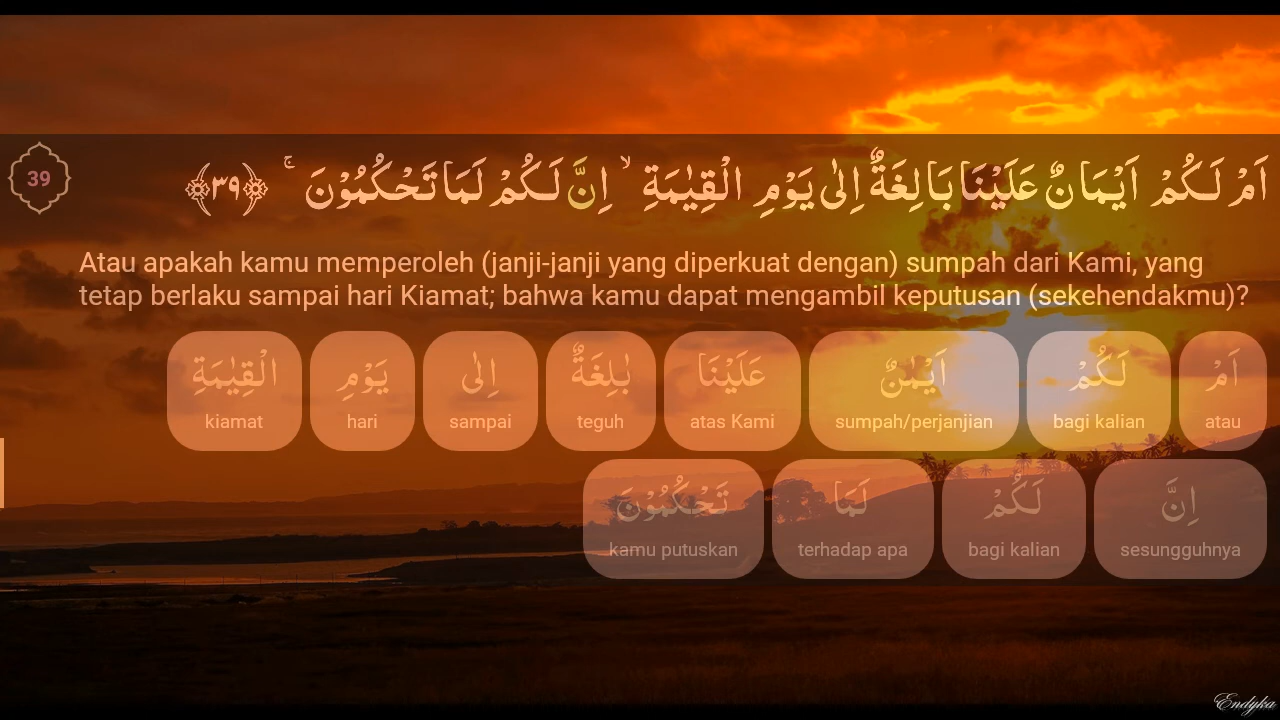 39
اَمْ لَكُمْ اَيْمَانٌ عَلَيْنَا بَالِغَةٌ اِلٰى يَوْمِ الْقِيٰمَةِ ۙ اِنَّ لَكُمْ لَمَا تَحْكُمُوْنَ ۚ ﴿٣٩﴾
Atau apakah kamu memperoleh (janji-janji yang diperkuat dengan) sumpah dari Kami, yang
tetap berlaku sampai hari Kiamat; bahwa kamu dapat mengambil keputusan (sekehendakmu)?
اَمْ لَكُمْ اَيْمٰنٌ عَلَيْنَا بٰلِغَةٌ اِلٰى يَوْمِ الْقِيٰمَةِ
atau bagi kalian sumpah/perjanjian atas Kami teguh sampai hari kiamat
اِنَّ لَكُمْ لَمَا تَحْكُمُوْنَ
sesungguhnya bagi kalian terhadap apa kamu putuskan
Endyka